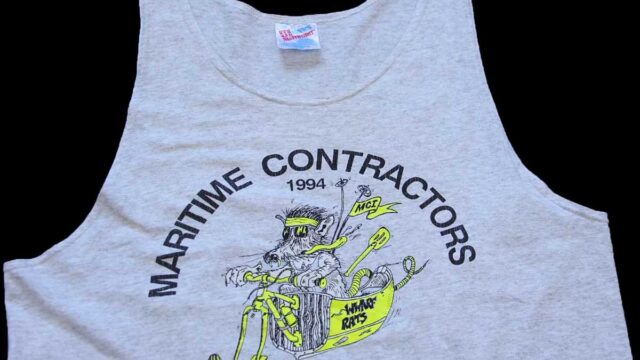 MARITIME CONTRACTORS
1994
MCI
WHARF
RATS